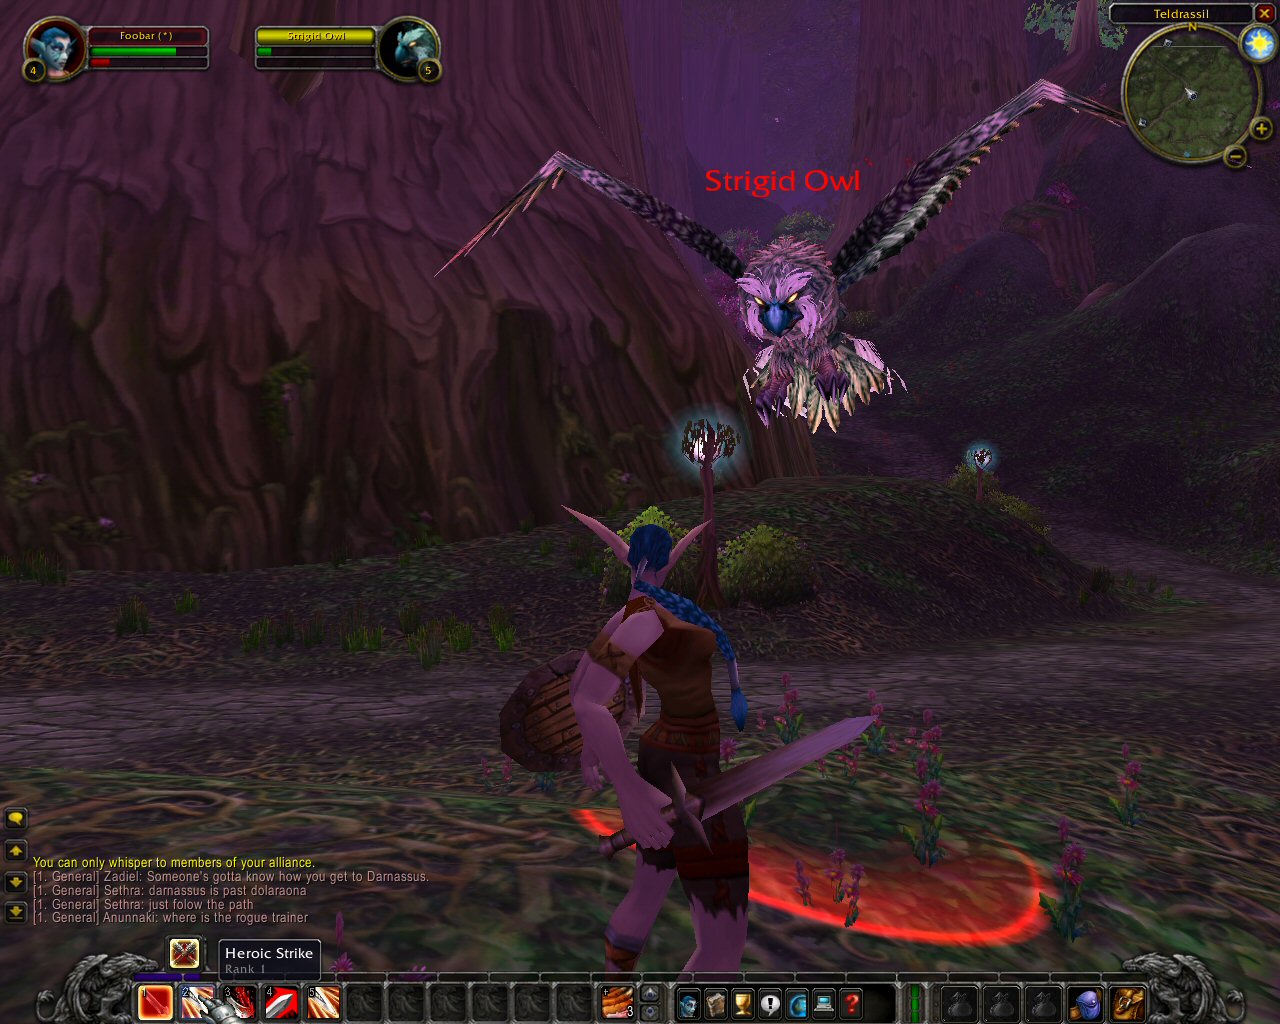 Foobar (*)
4
Strigid Owl
5
Teldrassil
N
Strigid Owl
You can only whisper to members of your alliance.
[1. General] Zadiel: Someone's gotta know how you get to Darnassus.
[1. General] Sethra: darnassus is past dolaraona
[1. General] Sethra: just folow the path
[1. General] Anunnaki: where is the rogue trainer
Heroic Strike
Rank 1
1 2 3 4 5 + 3